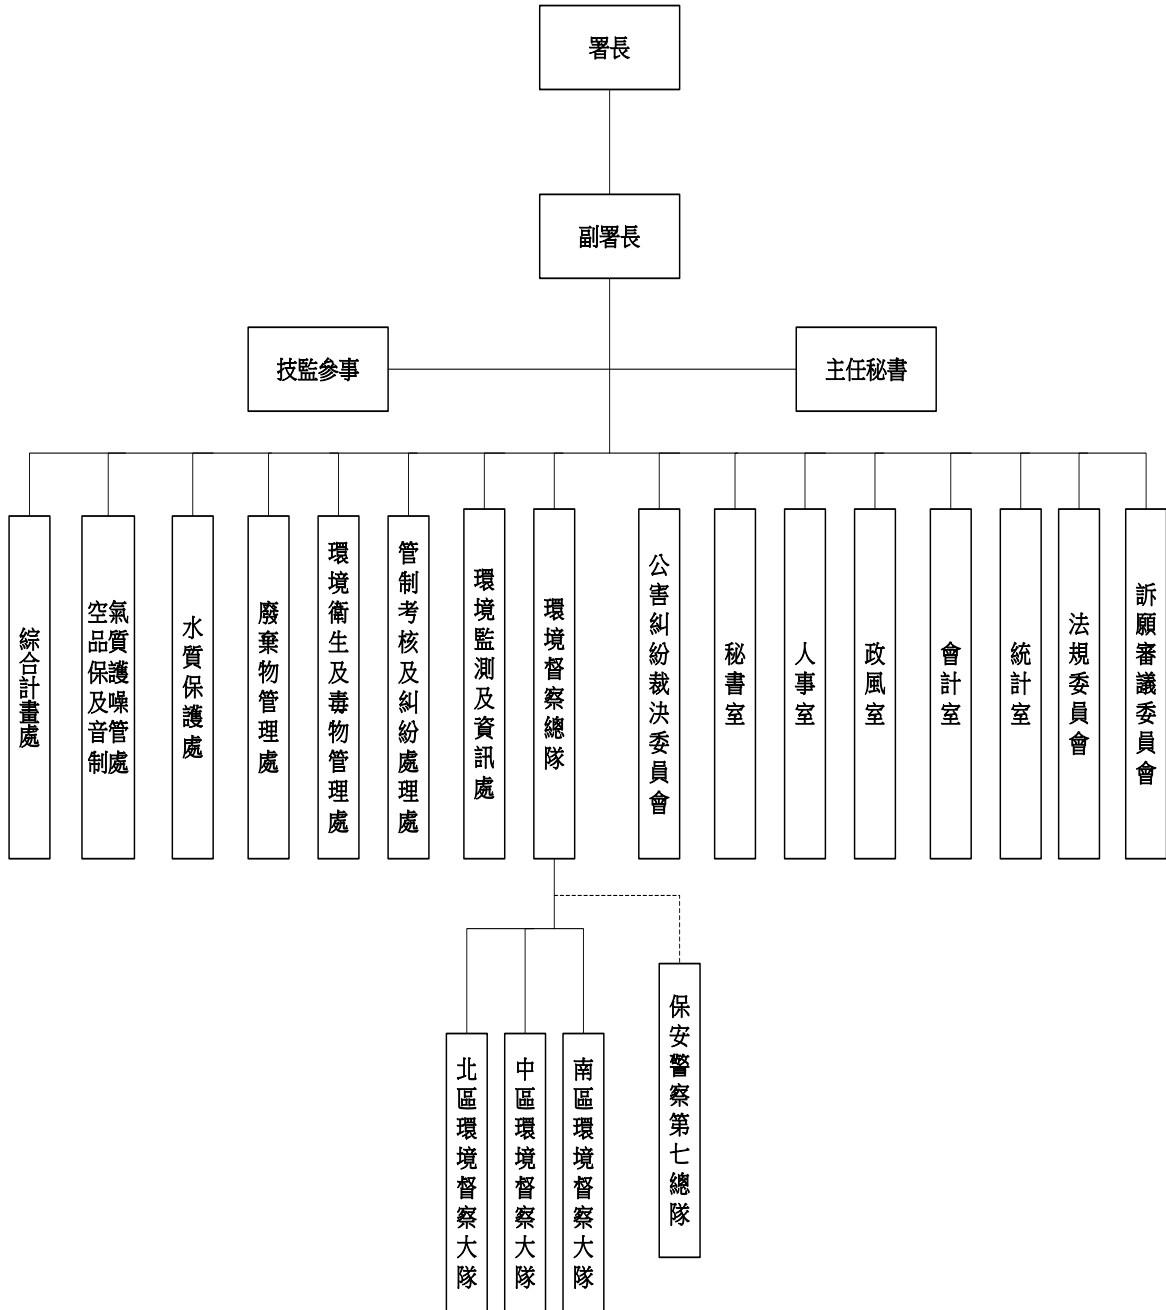 署長
副署長
技監參事
主任秘書
綜合計畫處
空氣
品質
保護
及噪
音管
制處
水質保護處
廢棄物管理處
環境衛生及毒物管理處
管制考核及糾紛處理處
環境監測及資訊處
環境督察總隊
公害糾紛裁決委員會
秘書室
人事室
政風室
會計室
統計室
法規委員會
訴願審議委員會
北區環境督察大隊
中區環境督察大隊
南區環境督察大隊
保安警察第七總隊